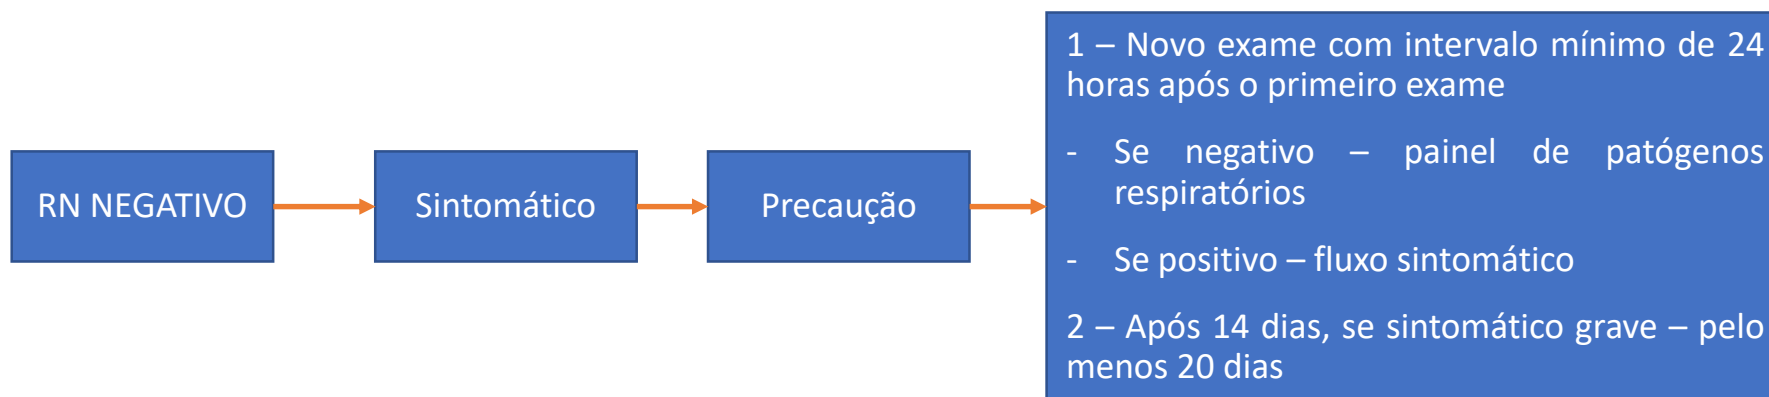 RN NEGATIVO
Sintomático
Precaução
1 – Novo exame com intervalo mínimo de 24
horas após o primeiro exame
- Se negativo – painel de patógenos
respiratórios
- Se positivo – fluxo sintomático
2 – Após 14 dias, se sintomático grave – pelo
menos 20 dias